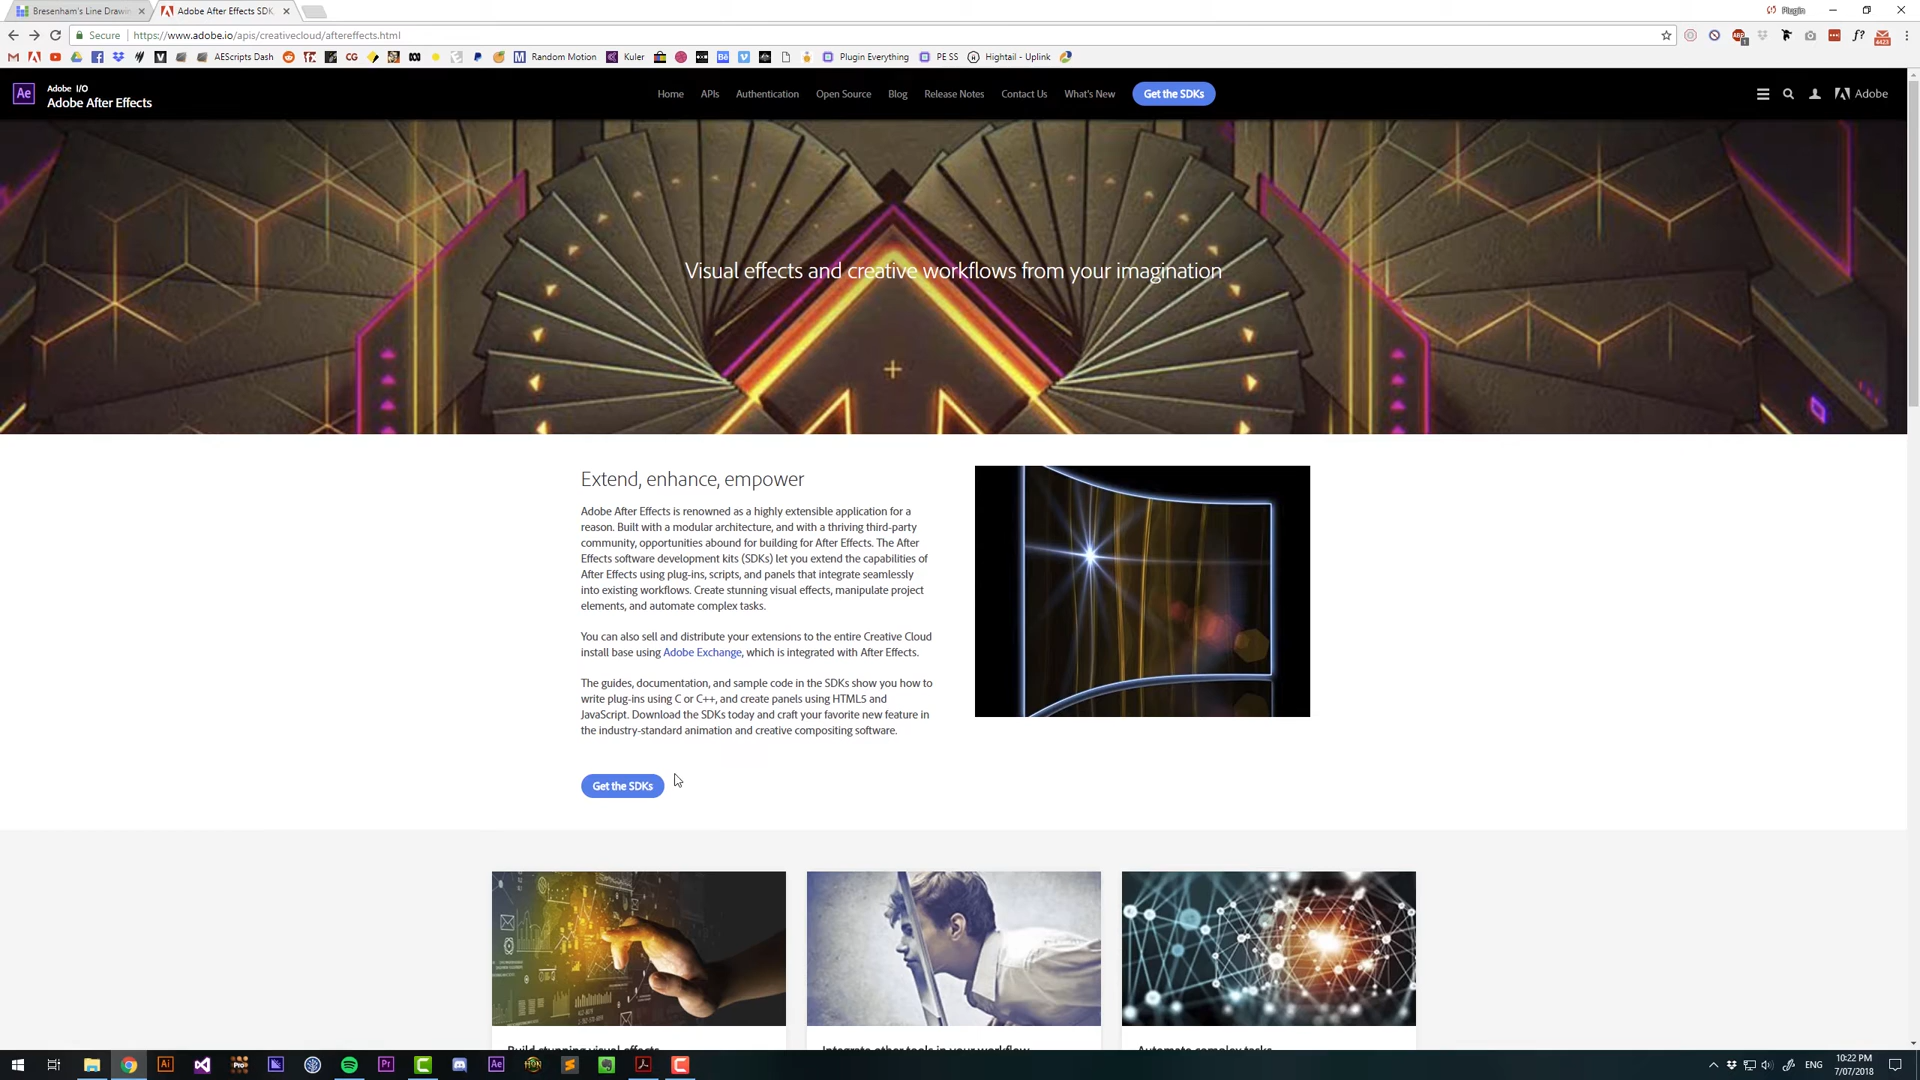 Bresenham's Line Drawin
Adobe After Effects SDK
Plugin
Secure
https://www.adobe.io/apis/creativecloud/aftereffects.html
AEScripts Dash
Random Motion
Kuler
Plugin Everything
PE SS
Hightail - Uplink
4423
Ae
Adobe I/O
Adobe After Effects
Home
APIs
Authentication
Open Source
Blog
Release Notes
Contact Us
What's New
Get the SDKs
Adobe
Visual effects and creative workflows from your imagination
Extend, enhance, empower
Adobe After Effects is renowned as a highly extensible application for a
reason. Built with a modular architecture, and with a thriving third-party
community, opportunities abound for building for After Effects. The After
Effects software development kits (SDKs) let you extend the capabilities of
After Effects using plug-ins, scripts, and panels that integrate seamlessly
into existing workflows. Create stunning visual effects, manipulate project
elements, and automate complex tasks.
You can also sell and distribute your extensions to the entire Creative Cloud
install base using Adobe Exchange, which is integrated with After Effects.
The guides, documentation, and sample code in the SDKs show you how to
write plug-ins using C or C++, and create panels using HTML5 and
JavaScript. Download the SDKs today and craft your favorite new feature in
the industry-standard animation and creative compositing software.
Get the SDKs
Build stunning visual effects
Integrate other tools in your workflow
Automate complex tasks
Ai
Pro
Pr
Ae
ENG
10:22 PM
7/07/2018